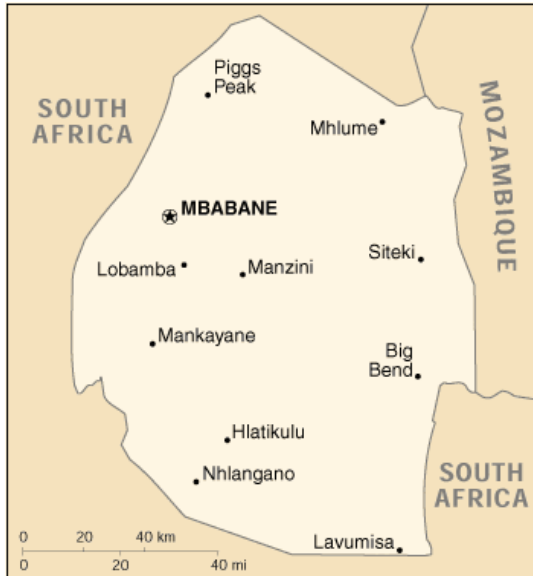 Piggs
Peak
SOUTH
AFRICA
MOZAMBIQUE
Mhlume
MBABANE
Siteki
Lobamba
Manzini
Mankayane
Big
Bend
Hlatikulu
Nhlangano
SOUTH
AFRICA
Lavumisa
0 20 40 km
0 20 40 mi